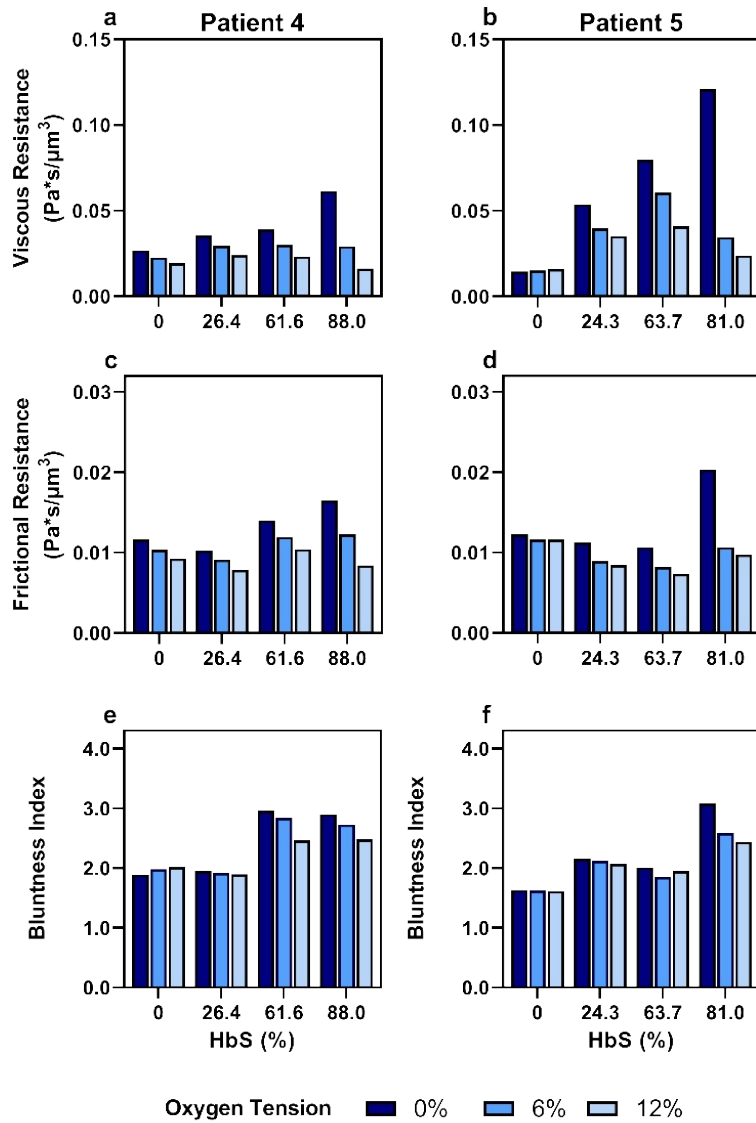 a Patient 4 b Patient 5
Viscous Resistance
(Pa*s/µm³)
0.15
0.10
0.05
0.00
0 26.4 61.6 88.0
0.15
0.10
0.05
0.00
0 24.3 63.7 81.0
c d
Frictional Resistance
(Pa*s/µm³)
0.03
0.02
0.01
0.00
0 26.4 61.6 88.0
0.03
0.02
0.01
0.00
0 24.3 63.7 81.0
e f
Bluntness Index
4.0
3.0
2.0
1.0
0.0
0 26.4 61.6 88.0
HbS (%)
Bluntness Index
4.0
3.0
2.0
1.0
0.0
0 24.3 63.7 81.0
HbS (%)
Oxygen Tension 0% 6% 12%